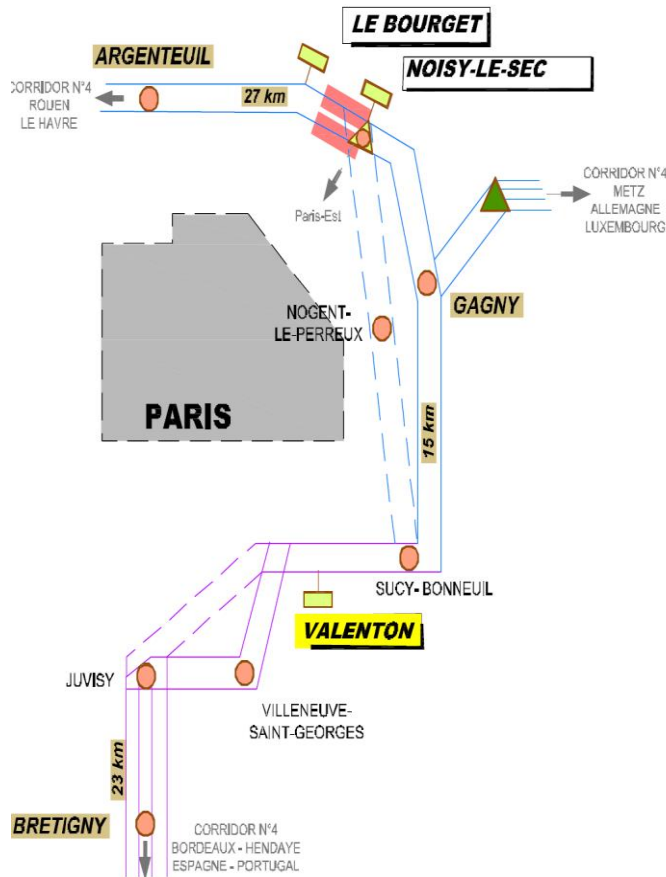 LE BOURGET
ARGENTEUIL
NOISY-LE-SEC
CORRIDOR N°4
ROUEN
LE HAVRE
27 km
CORRIDOR N°4
METZ
ALLEMAGNE
LUXEMBOURG
Paris-Est
NOGENT-
LE-PERREUX
GAGNY
PARIS
15 km
SUCY-BONNEUIL
VALENTON
JUVISY
VILLENEUVE-
SAINT-GEORGES
23 km
BRETIGNY
CORRIDOR N°4
BORDEAUX - HENDAYE
ESPAGNE - PORTUGAL